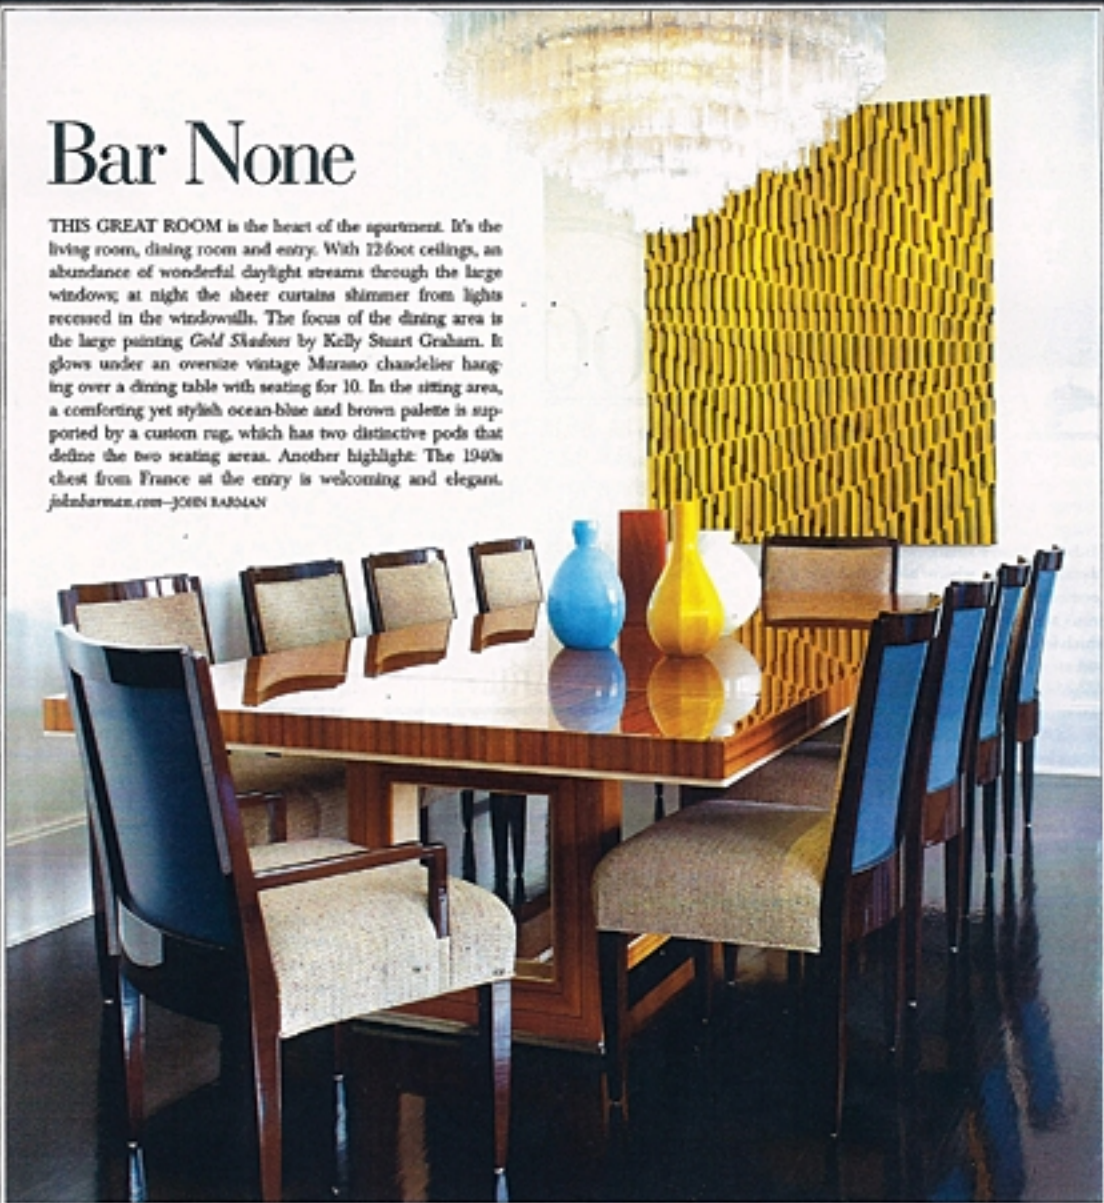 Bar None
THIS GREAT ROOM is the heart of the apartment. It's the
living room, dining room and entry. With 12-foot ceilings, an
abundance of wonderful daylight streams through the large
windows; at night the sheer curtains shimmer from lights
recessed in the windowsills. The focus of the dining area is
the large painting Gold Shadows by Kelly Stuart Graham. It
glows under an oversize vintage Murano chandelier hang-
ing over a dining table with seating for 10. In the sitting area,
a comforting yet stylish ocean-blue and brown palette is sup-
ported by a custom rug, which has two distinctive pods that
define the two seating areas. Another highlight: The 1940s
chest from France at the entry is welcoming and elegant.
johnbarman.com—JOHN BARMAN